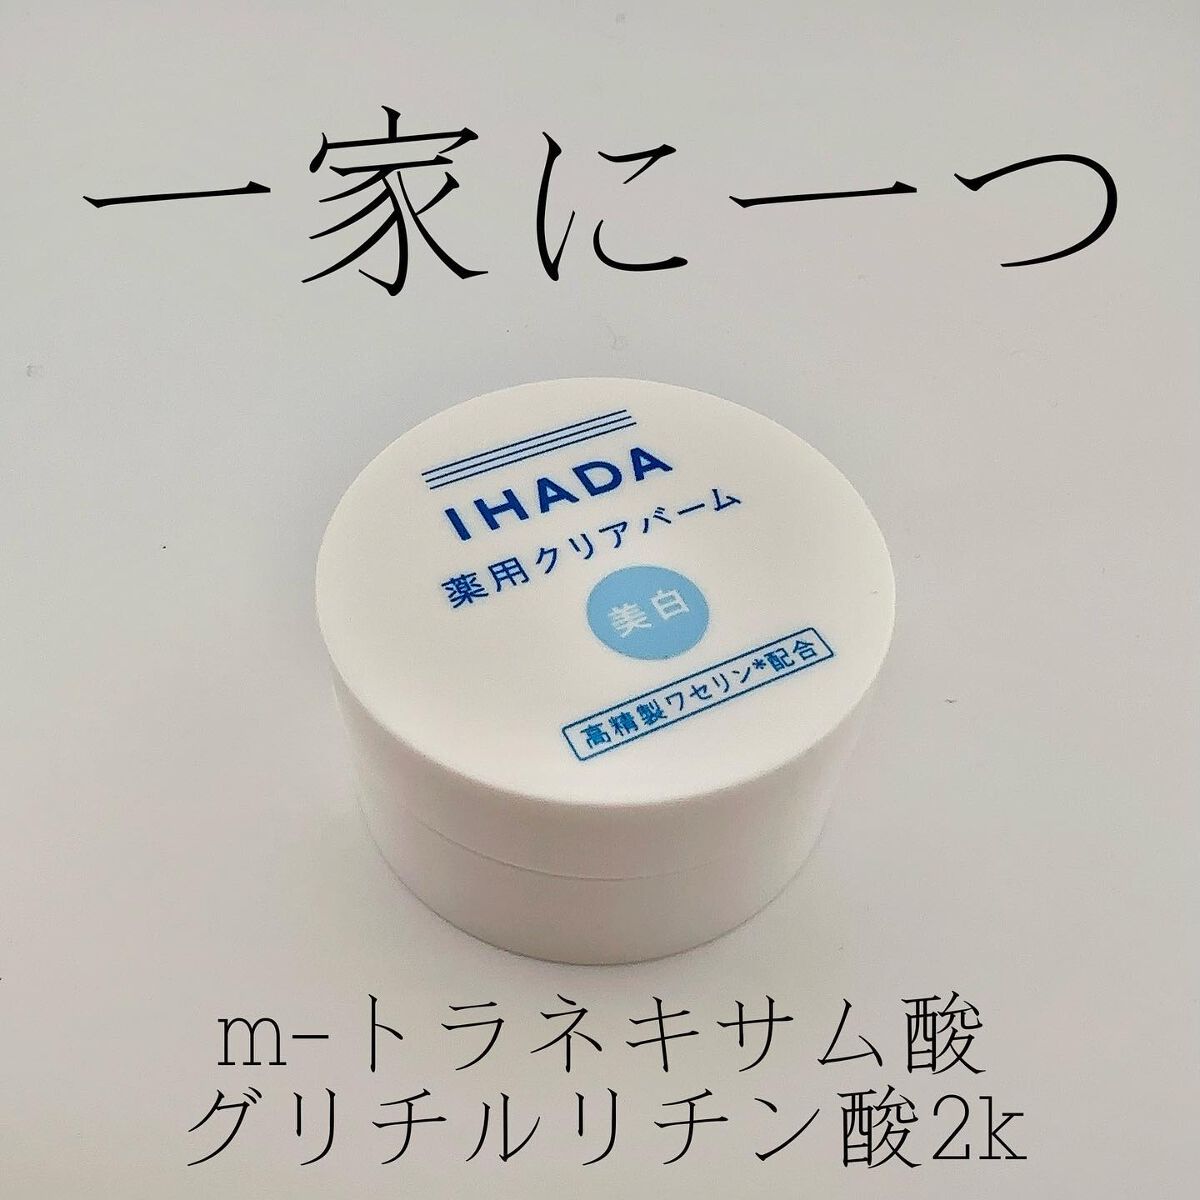 一家に一つ
IHADA
薬用クリアバーム
美白
高精製ワセリン*配合
m-トラネキサム酸
グリチルリチン酸2k